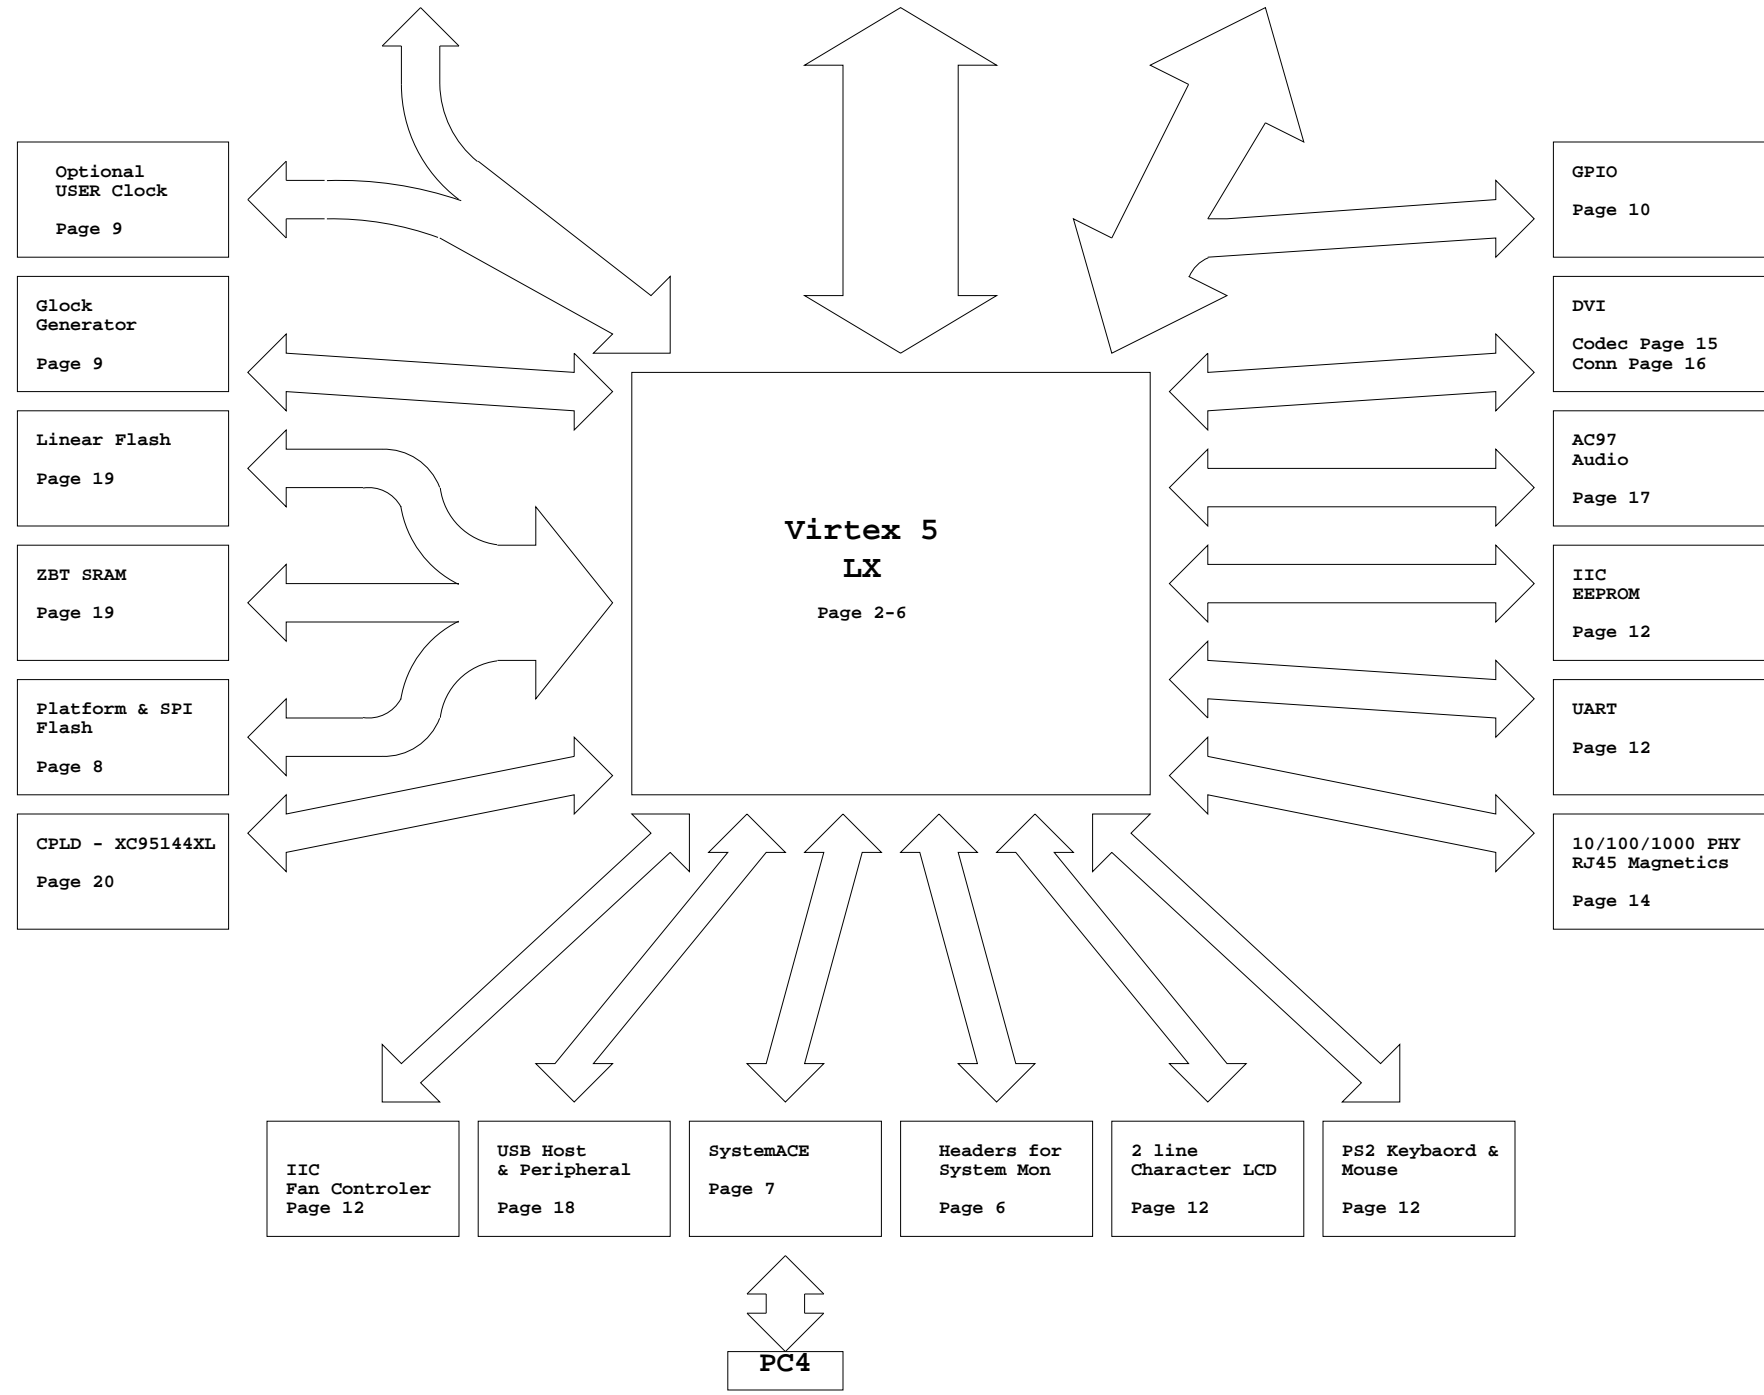 Optional
USER Clock
Page 9
Glock
Generator
Page 9
Linear Flash
Page 19
ZBT SRAM
Page 19
Platform & SPI
Flash
Page 8
CPLD - XC95144XL
Page 20
Virtex 5
LX
Page 2-6
GPIO
Page 10
DVI
Codec Page 15
Conn Page 16
AC97
Audio
Page 17
IIC
EEPROM
Page 12
UART
Page 12
10/100/1000 PHY
RJ45 Magnetics
Page 14
IIC
Fan Controler
Page 12
USB Host
& Peripheral
Page 18
SystemACE
Page 7
Headers for
System Mon
Page 6
2 line
Character LCD
Page 12
PS2 Keybaord &
Mouse
Page 12
PC4